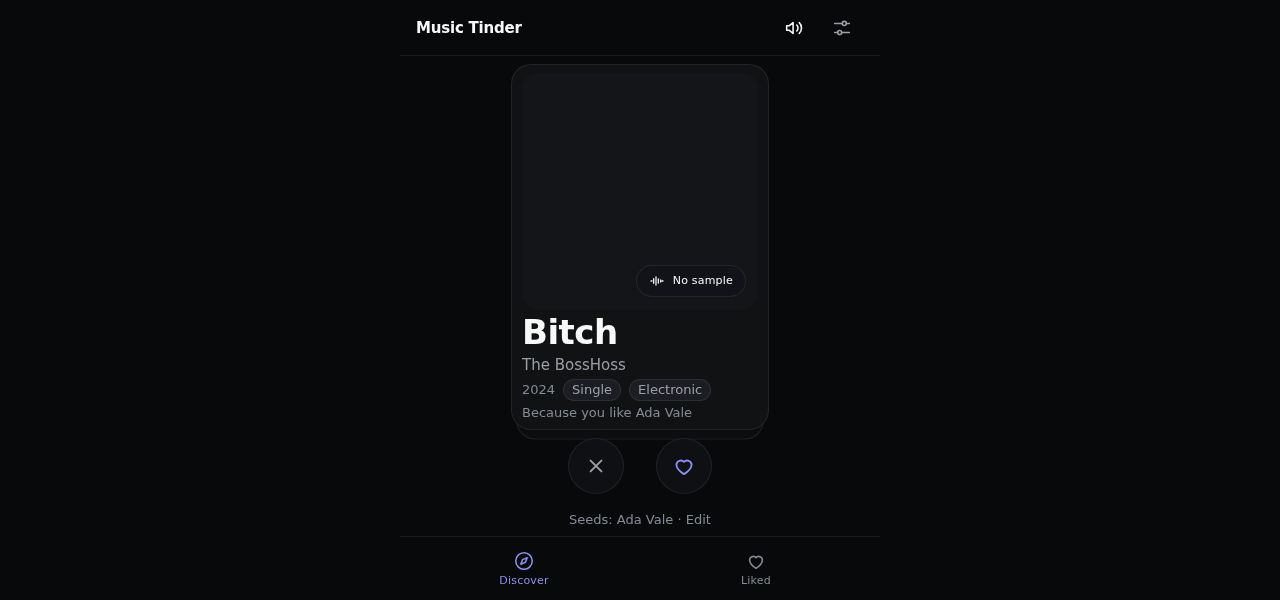 Music Tinder
No sample
Bitch
The BossHoss
2024 Single Electronic
Because you like Ada Vale
Seeds: Ada Vale · Edit
Discover Liked